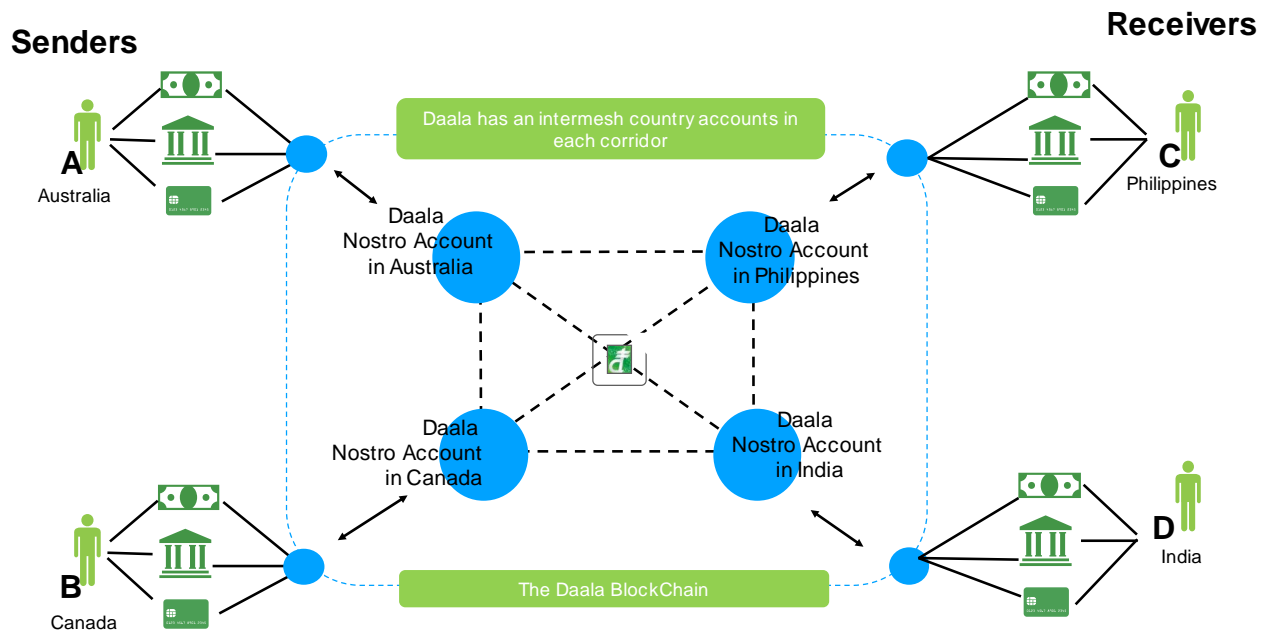 Senders
Receivers
Daala has an intermesh country accounts in
each corridor
A
Australia
C
Philippines
Daala
Nostro Account
in Australia
Daala
Nostro Account
in Philippines
Daala
Nostro Account
in Canada
Daala
Nostro Account
in India
B
Canada
D
India
The Daala BlockChain